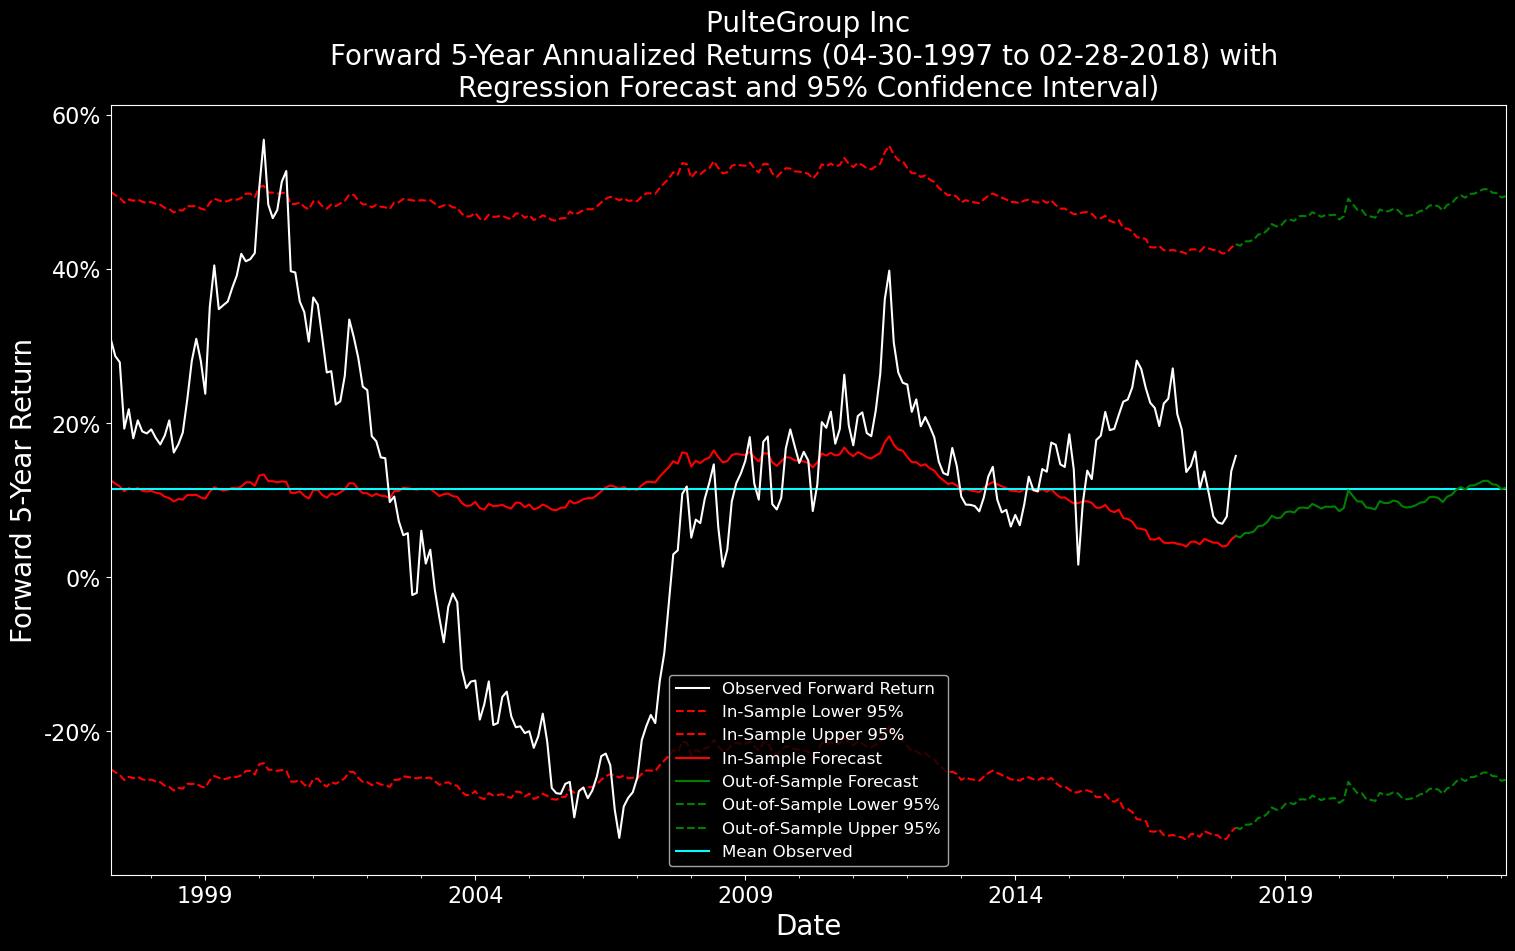 PulteGroup Inc
Forward 5-Year Annualized Returns (04-30-1997 to 02-28-2018) with
Regression Forecast and 95% Confidence Interval)
60%
40%
20%
0%
-20%
Forward 5-Year Return
Observed Forward Return
In-Sample Lower 95%
In-Sample Upper 95%
In-Sample Forecast
Out-of-Sample Forecast
Out-of-Sample Lower 95%
Out-of-Sample Upper 95%
Mean Observed
1999
2004
2009
2014
2019
Date